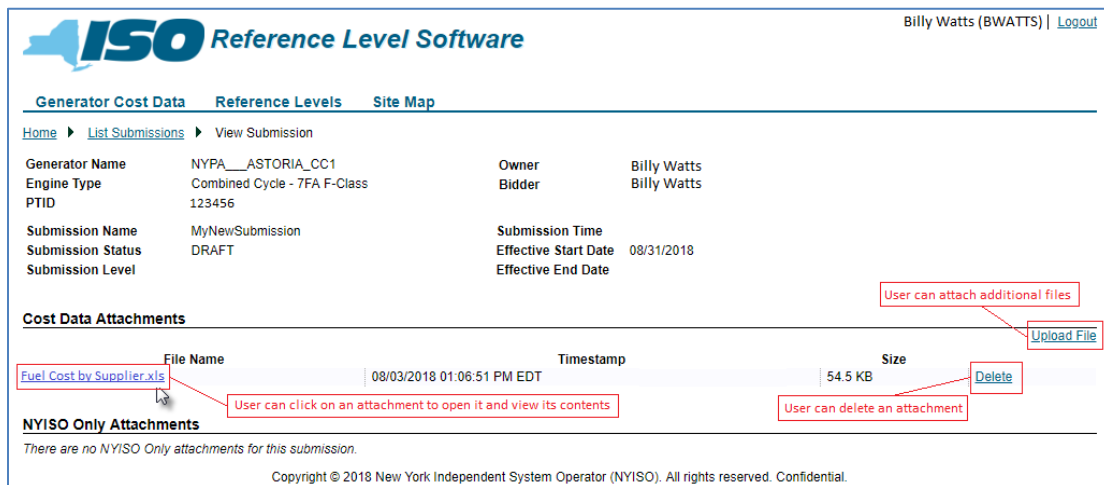 ISO Reference Level Software
Billy Watts (BWATTS) | Logout
Generator Cost Data Reference Levels Site Map
Home List Submissions View Submission
Generator Name NYPA___ASTORIA_CC1 Owner Billy Watts
Engine Type Combined Cycle - 7FA F-Class Bidder Billy Watts
PTID 123456
Submission Name MyNewSubmission Submission Time
Submission Status DRAFT Effective Start Date 08/31/2018
Submission Level Effective End Date
User can attach additional files
Cost Data Attachments
Upload File
File Name Timestamp Size
Fuel Cost by Supplier.xls 08/03/2018 01:06:51 PM EDT 54.5 KB Delete
User can click on an attachment to open it and view its contents
User can delete an attachment
NYISO Only Attachments
There are no NYISO Only attachments for this submission.
Copyright © 2018 New York Independent System Operator (NYISO). All rights reserved. Confidential.